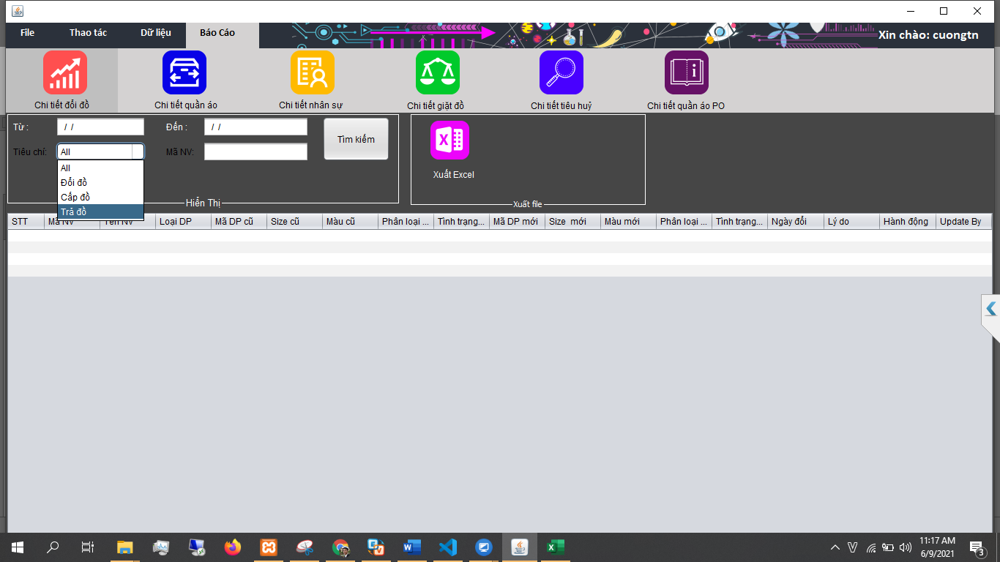 File Thao tác Dữ liệu Báo Cáo Xin chào: cuongtn
Chi tiết đổi đồ Chi tiết quần áo Chi tiết nhân sự Chi tiết giặt đồ Chi tiết tiêu huỷ Chi tiết quần áo PO
Từ : / / Đến : / / Tìm kiếm
Tiêu chí: All Mã NV:
All
Đổi đồ
Cấp đồ
Trả đồ
Hiển Thị
Xuất Excel
Xuất file
STT Mã NV Tên NV Loại DP Mã DP cũ Size cũ Màu cũ Phân loại ... Tình trạng... Mã DP mới Size mới Màu mới Phân loại ... Tình trạng... Ngày đổi Lý do Hành động Update By
11:17 AM
6/9/2021
3